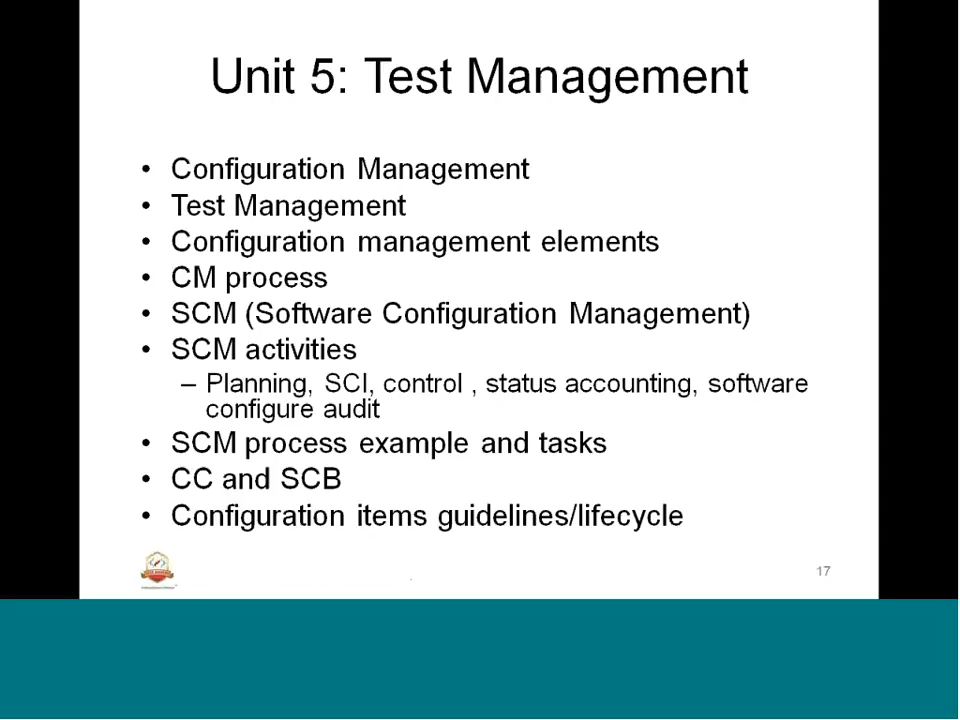 Unit 5: Test Management
• Configuration Management
• Test Management
• Configuration management elements
• CM process
• SCM (Software Configuration Management)
• SCM activities
– Planning, SCI, control , status accounting, software
configure audit
• SCM process example and tasks
• CC and SCB
• Configuration items guidelines/lifecycle
17